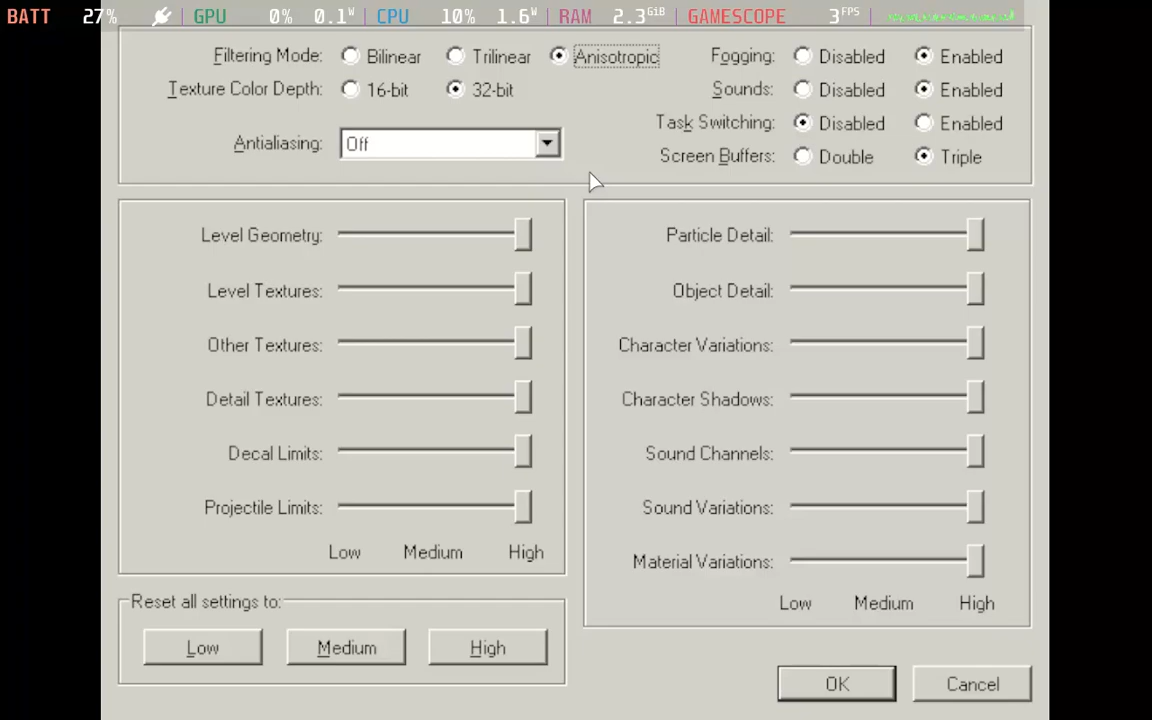 BATT 27% GPU 0% 0.1W CPU 10% 1.6W RAM 2.3GiB GAMESCOPE 3FPS
Filtering Mode: Bilinear Trilinear Anisotropic Fogging: Disabled Enabled
Texture Color Depth: 16-bit 32-bit Sounds: Disabled Enabled
Task Switching: Disabled Enabled
Antialiasing: Off Screen Buffers: Double Triple
Level Geometry:
Level Textures:
Other Textures:
Detail Textures:
Decal Limits:
Projectile Limits:
Low Medium High
Particle Detail:
Object Detail:
Character Variations:
Character Shadows:
Sound Channels:
Sound Variations:
Material Variations:
Low Medium High
Reset all settings to:
Low Medium High
OK Cancel